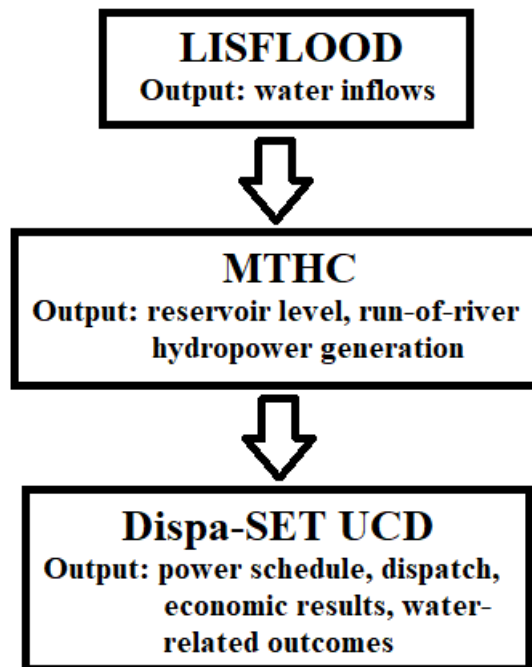 LISFLOOD
Output: water inflows
MTHC
Output: reservoir level, run-of-river
hydropower generation
Dispa-SET UCD
Output: power schedule, dispatch,
economic results, water-
related outcomes